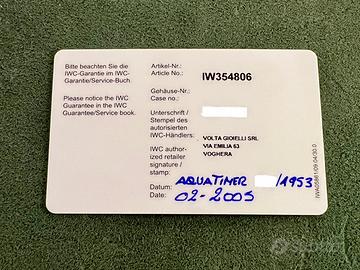 Bitte beachten Sie die
IWC-Garantie im IWC-
Garantie/Service-Buch.
Please notice the IWC
Guarantee in the IWC
Guarantee/Service book.
Artikel-Nr.:
Article No.:
IW354806
Gehäuse-Nr.:
Case no.:
Unterschrift /
Stempel des
autorisierten
IWC-Händlers:
IWC author-
ized retailer
signature /
stamp:
VOLTA GIOIELLI SRL
VIA EMILIA 63
VOGHERA
Datum:
Date:
AQUATIMER /1953
02-2005